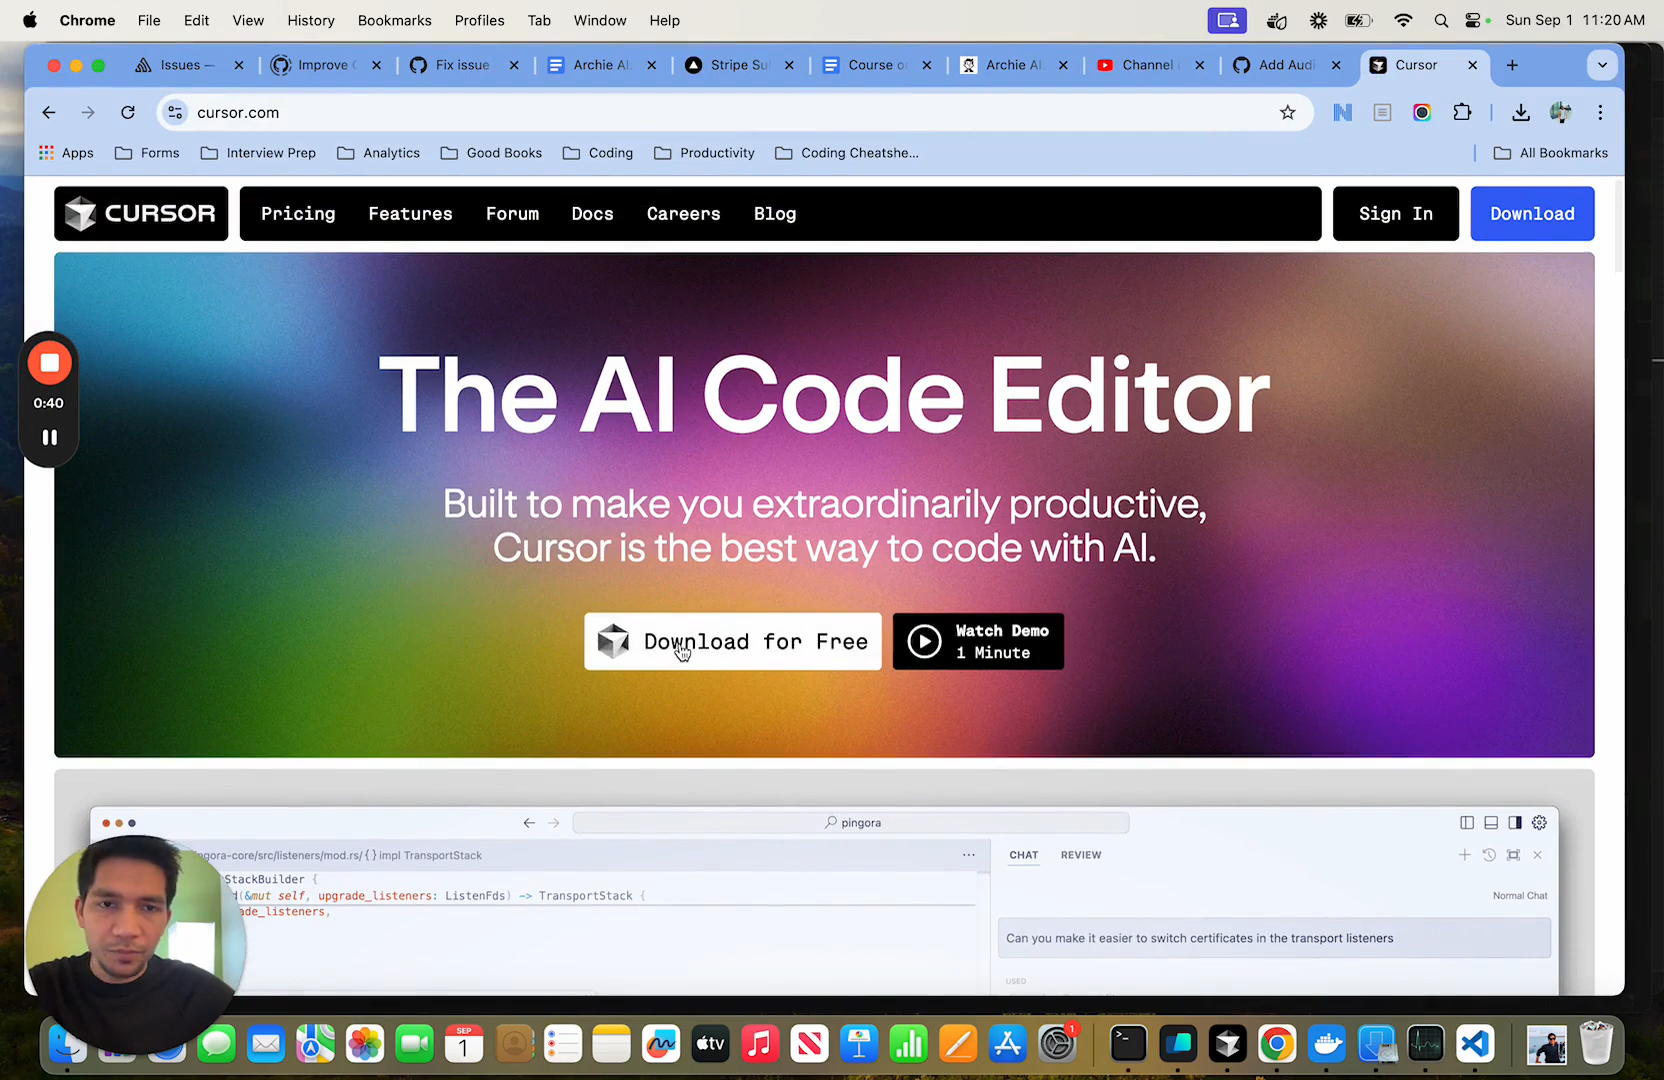 Chrome File Edit View History Bookmarks Profiles Tab Window Help Sun Sep 1 11:20 AM
Issues — Improve Fix issue Archie AI Stripe Su Course o Archie AI Channel Add Audi Cursor
cursor.com
Apps Forms Interview Prep Analytics Good Books Coding Productivity Coding Cheatshe... All Bookmarks
CURSOR Pricing Features Forum Docs Careers Blog Sign In Download
The AI Code Editor
0:40
Built to make you extraordinarily productive,
Cursor is the best way to code with AI.
Download for Free
Watch Demo
1 Minute
pingora
ngora-core/src/listeners/mod.rs/ { } impl TransportStack ...
CHAT REVIEW
StackBuilder {
d(&mut self, upgrade_listeners: ListenFds) -> TransportStack {
ade_listeners,
Normal Chat
Can you make it easier to switch certificates in the transport listeners
USED
SEP
1
tv
1